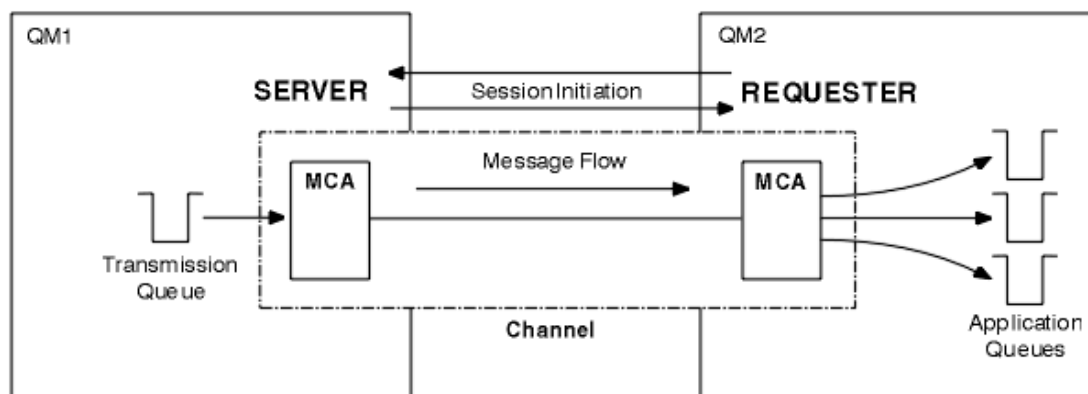 QM1
QM2
SERVER
Session Initiation
REQUESTER
Message Flow
MCA
MCA
Transmission
Queue
Channel
Application
Queues